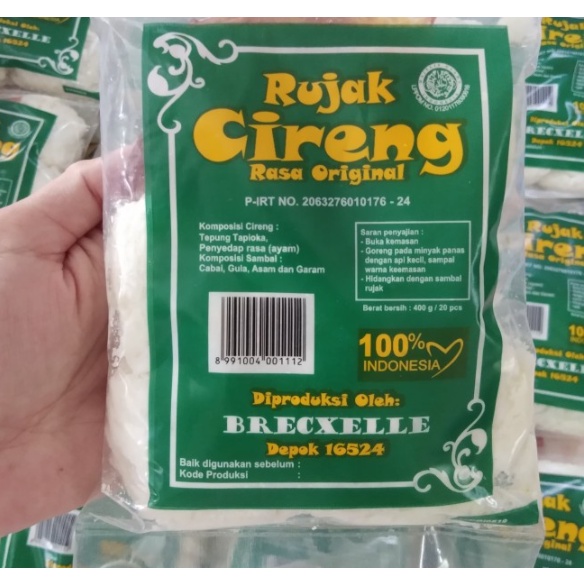 Rujak
Cireng
Rasa Original
P-IRT NO. 2063276010176 - 24
Komposisi Cireng :
Tepung Tapioka,
Penyedap rasa (ayam)
Komposisi Sambal :
Cabai, Gula, Asam dan Garam
Saran penyajian :
- Buka kemasan
- Goreng pada minyak panas
dengan api kecil, sampai
warna keemasan
- Hidangkan dengan sambal
rujak
Berat bersih : 400 g / 20 pcs
8 991004 001112
100%
INDONESIA
Diproduksi Oleh:
BRECXELLE
Depok 16524
Baik digunakan sebelum :
Kode Produksi :